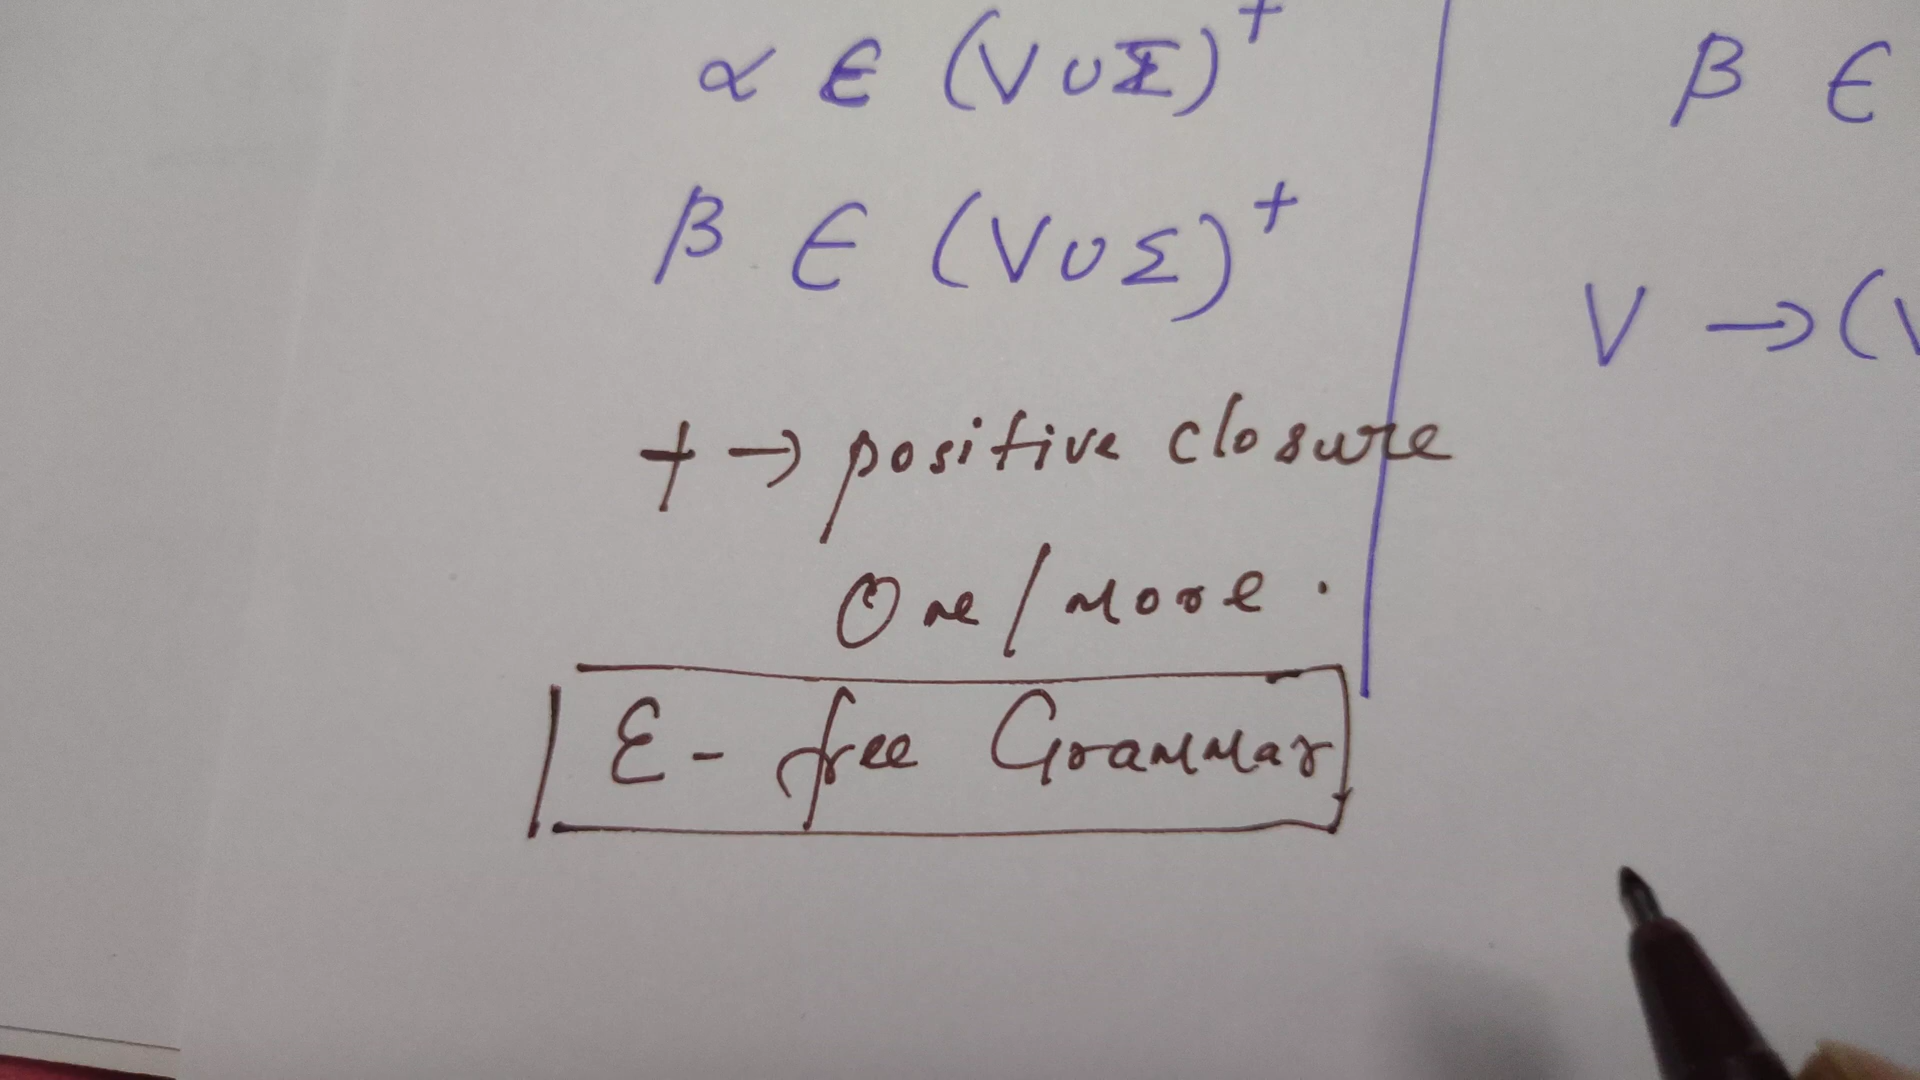 α ∈ (V ∪ Σ)⁺
β ∈ (V ∪ Σ)⁺
+ → positive closure
One / more .
ε - free Grammar
β ∈
V → (V